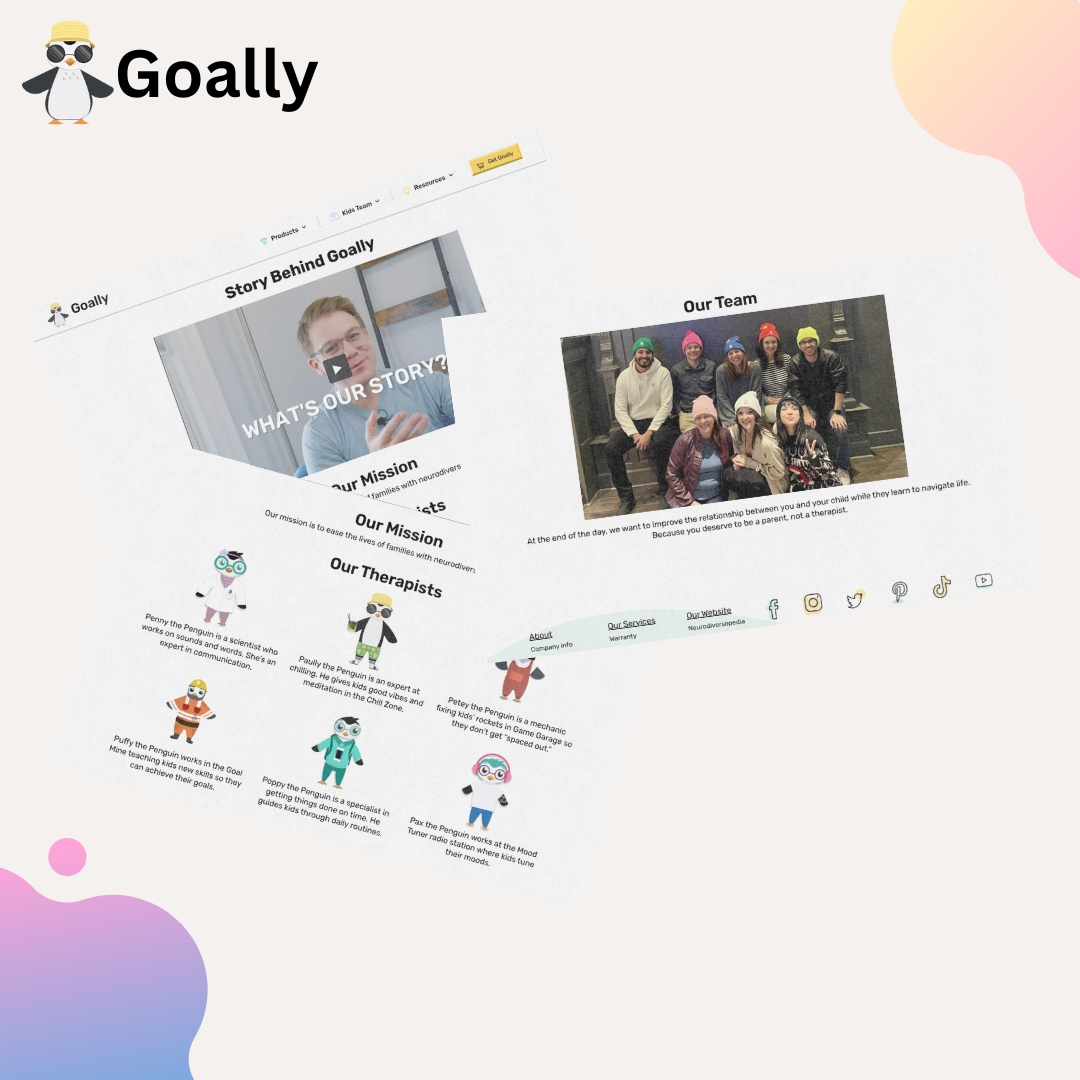 Goally
Products
Kids Team
Resources
Get Goally
Goally
Story Behind Goally
WHAT'S OUR STORY?
Our Mission
families with neurodivers
Our Mission
Our mission is to ease the lives of families with neurodivers
Our Therapists
Penny the Penguin is a scientist who
works on sounds and words. She's an
expert in communication.
Paully the Penguin is an expert at
chilling. He gives kids good vibes and
meditation in the Chill Zone.
Petey the Penguin is a mechanic
fixing kids' rockets in Game Garage so
they don't get "spaced out."
Puffy the Penguin works in the Goal
Mine teaching kids new skills so they
can achieve their goals.
Poppy the Penguin is a specialist in
getting things done on time. He
guides kids through daily routines.
Pax the Penguin works at the Mood
Tuner radio station where kids tune
their moods.
Our Team
At the end of the day, we want to improve the relationship between you and your child while they learn to navigate life.
Because you deserve to be a parent, not a therapist.
About
Company info
Our Services
Warranty
Our Website
Neurodiversopedia